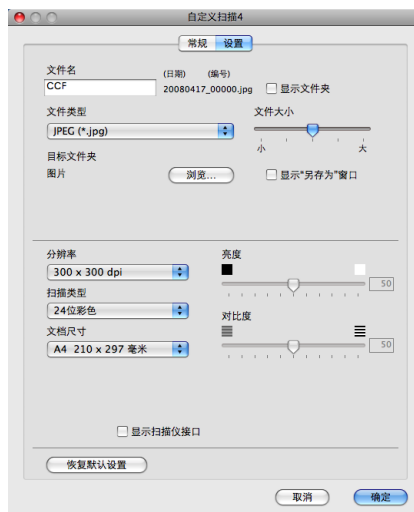 自定义扫描4
常规 设置
文件名 (日期) (编号)
CCF 20080417_00000.jpg 显示文件夹
文件类型 文件大小
JPEG (*.jpg)
小 大
目标文件夹
图片 浏览... 显示“另存为”窗口
分辨率 亮度
300 x 300 dpi
50
扫描类型
24位彩色
对比度
文档尺寸
A4 210 x 297 毫米 50
显示扫描仪接口
恢复默认设置
取消 确定